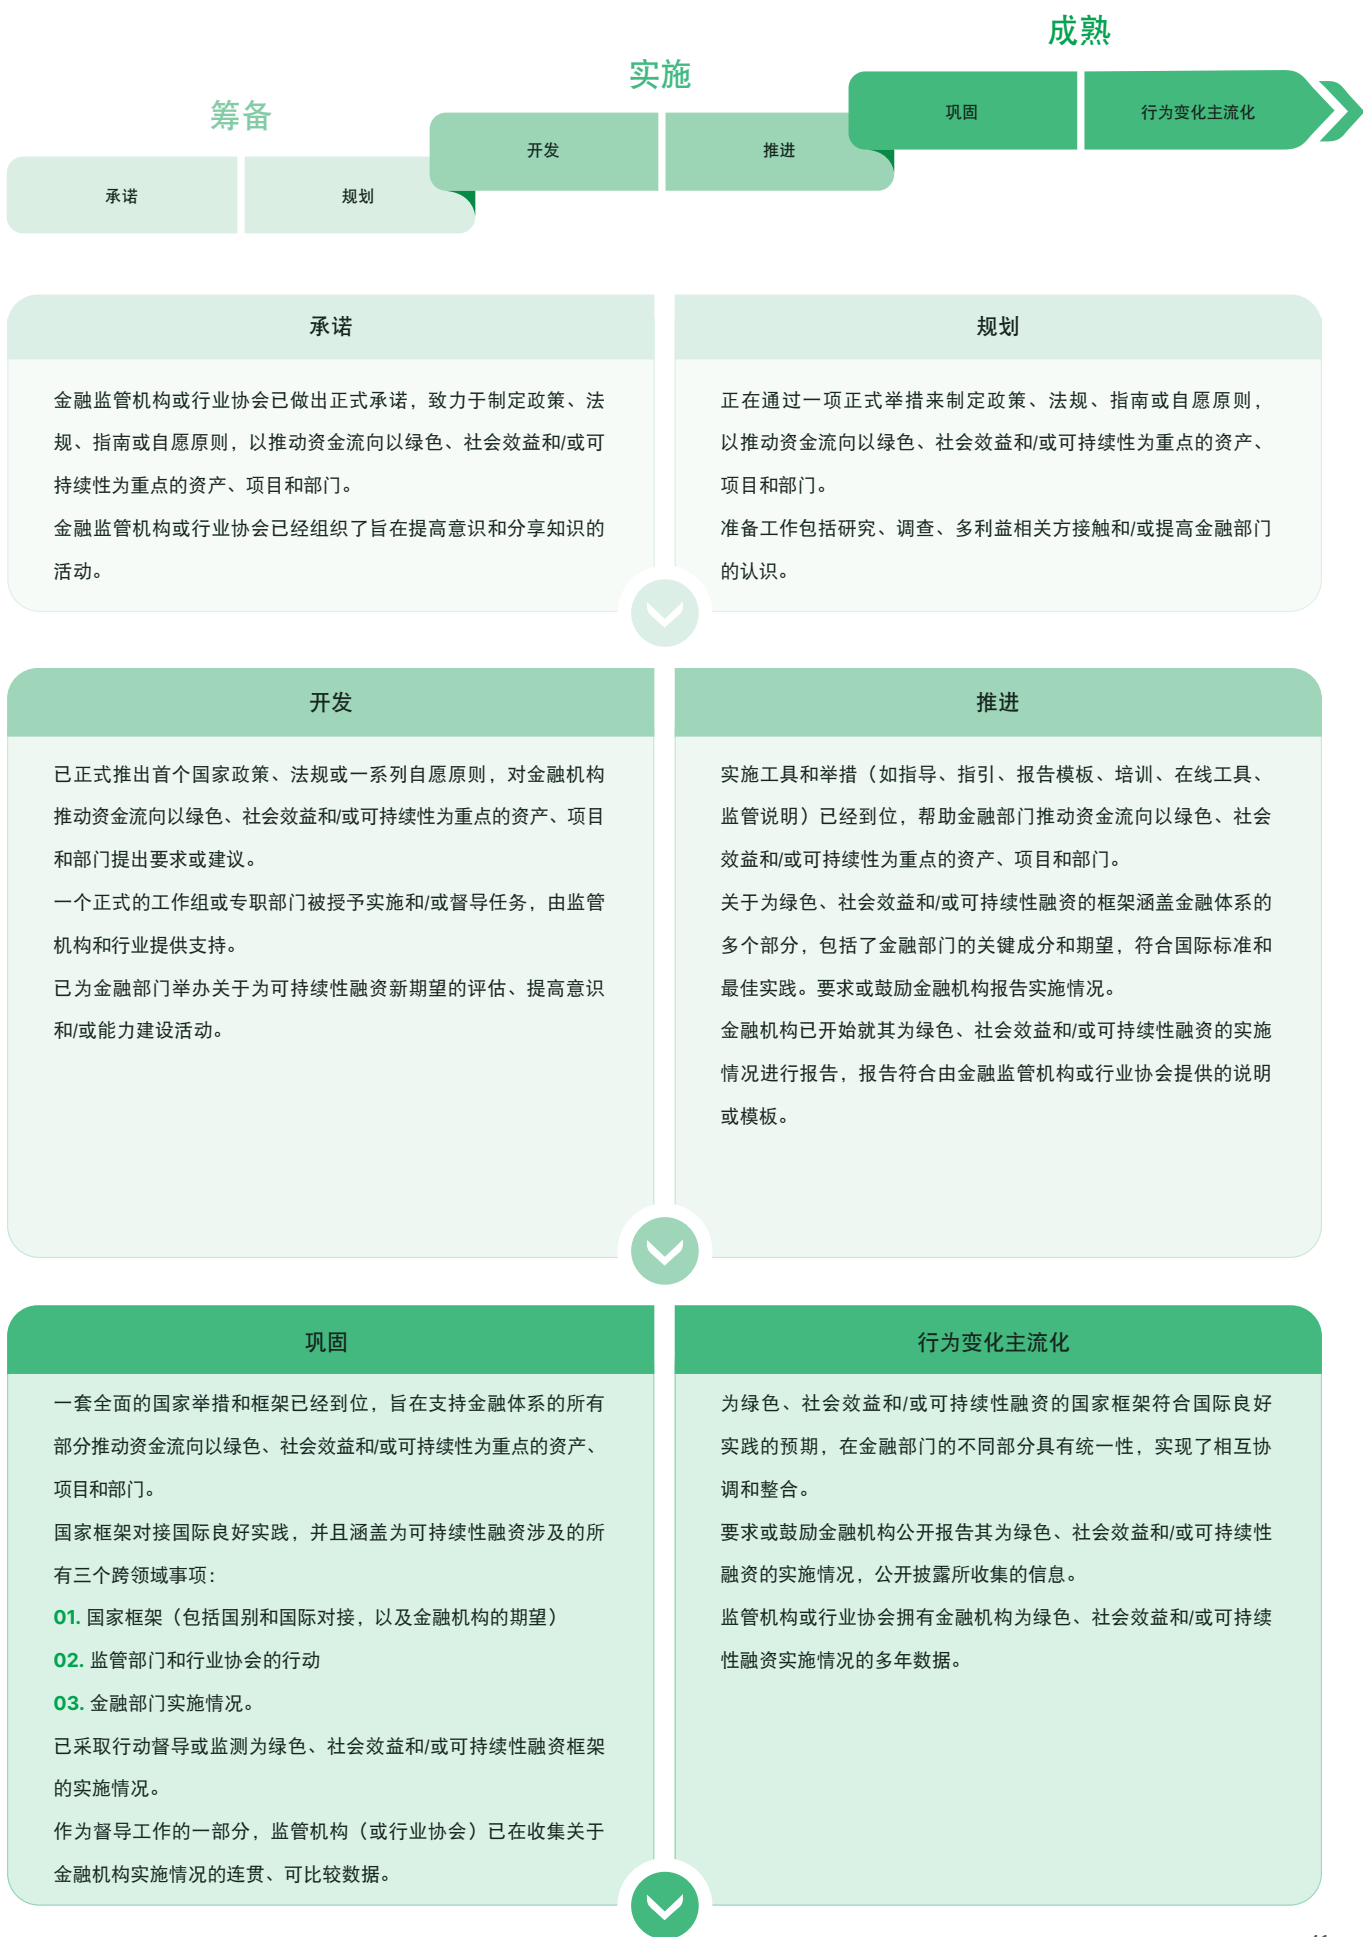 成熟
实施
筹备
巩固
行为变化主流化
开发
推进
承诺
规划
承诺
金融监管机构或行业协会已做出正式承诺，致力于制定政策、法
规、指南或自愿原则，以推动资金流向以绿色、社会效益和/或可
持续性为重点的资产、项目和部门。
金融监管机构或行业协会已经组织了旨在提高意识和分享知识的
活动。
规划
正在通过一项正式举措来制定政策、法规、指南或自愿原则，
以推动资金流向以绿色、社会效益和/或可持续性为重点的资产、
项目和部门。
准备工作包括研究、调查、多利益相关方接触和/或提高金融部门
的认识。
开发
已正式推出首个国家政策、法规或一系列自愿原则，对金融机构
推动资金流向以绿色、社会效益和/或可持续性为重点的资产、项目
和部门提出要求或建议。
一个正式的工作组或专职部门被授予实施和/或督导任务，由监管
机构和行业提供支持。
已为金融部门举办关于为可持续性融资新期望的评估、提高意识
和/或能力建设活动。
推进
实施工具和举措（如指导、指引、报告模板、培训、在线工具、
监管说明）已经到位，帮助金融部门推动资金流向以绿色、社会
效益和/或可持续性为重点的资产、项目和部门。
关于为绿色、社会效益和/或可持续性融资的框架涵盖金融体系的
多个部分，包括了金融部门的关键成分和期望，符合国际标准和
最佳实践。要求或鼓励金融机构报告实施情况。
金融机构已开始就其为绿色、社会效益和/或可持续性融资的实施
情况进行报告，报告符合由金融监管机构或行业协会提供的说明
或模板。
巩固
一套全面的国家举措和框架已经到位，旨在支持金融体系的所有
部分推动资金流向以绿色、社会效益和/或可持续性为重点的资产、
项目和部门。
国家框架对接国际良好实践，并且涵盖为可持续性融资涉及的所
有三个跨领域事项：
01. 国家框架（包括国别和国际对接，以及金融机构的期望）
02. 监管部门和行业协会的行动
03. 金融部门实施情况。
已采取行动督导或监测为绿色、社会效益和/或可持续性融资框架
的实施情况。
作为督导工作的一部分，监管机构（或行业协会）已在收集关于
金融机构实施情况的连贯、可比较数据。
行为变化主流化
为绿色、社会效益和/或可持续性融资的国家框架符合国际良好
实践的预期，在金融部门的不同部分具有统一性，实现了相互协
调和整合。
要求或鼓励金融机构公开报告其为绿色、社会效益和/或可持续性
融资的实施情况，公开披露所收集的信息。
监管机构或行业协会拥有金融机构为绿色、社会效益和/或可持续
性融资实施情况的多年数据。